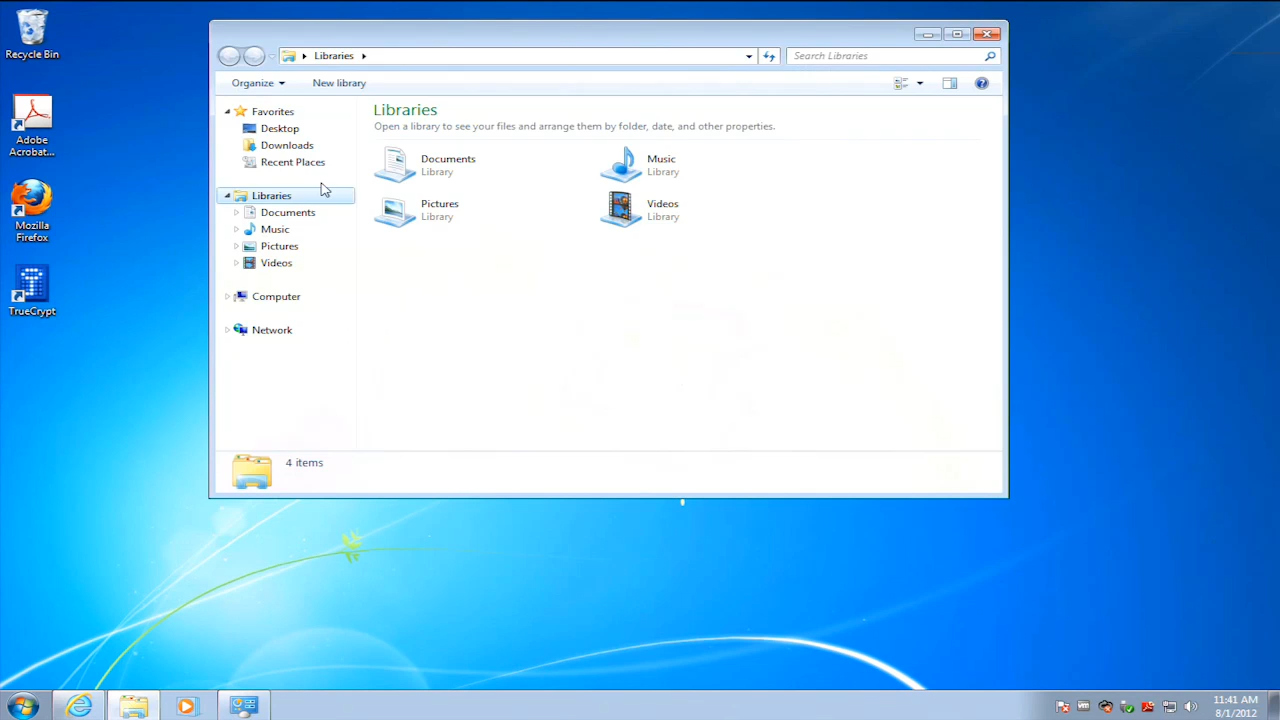 Recycle Bin
Adobe
Acrobat...
Mozilla
Firefox
TrueCrypt
Libraries
Search Libraries
Organize
New library
Favorites
Desktop
Downloads
Recent Places
Libraries
Documents
Music
Pictures
Videos
Computer
Network
Libraries
Open a library to see your files and arrange them by folder, date, and other properties.
Documents
Library
Music
Library
Pictures
Library
Videos
Library
4 items
11:41 AM
8/1/2012